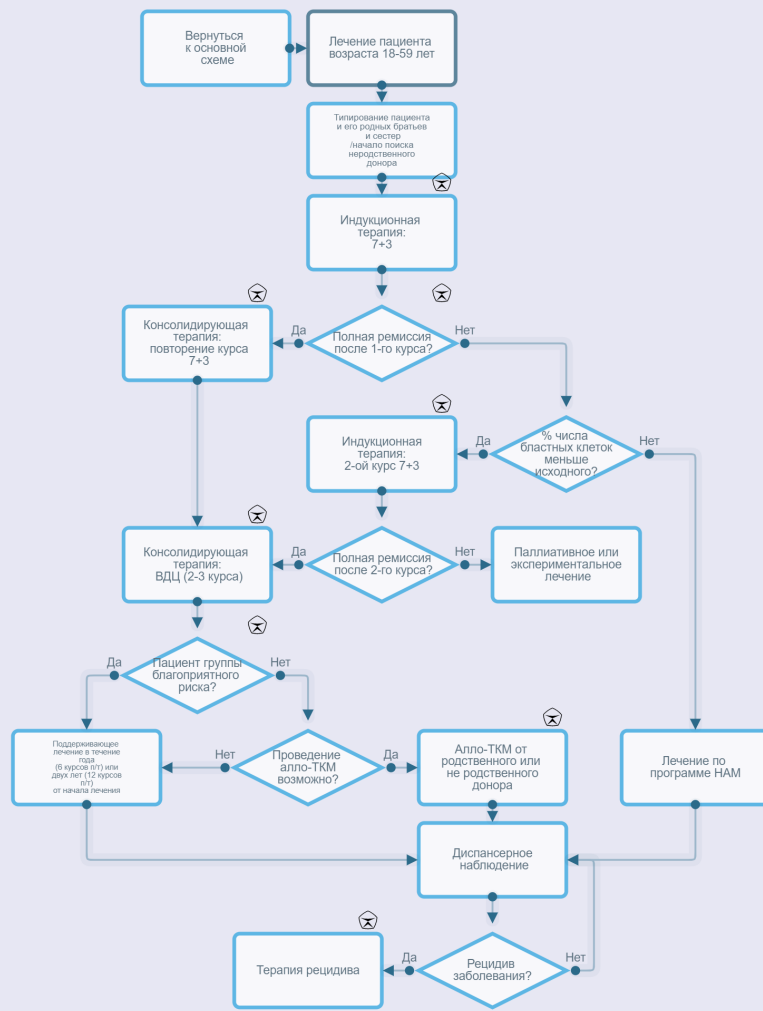 Вернуться
к основной
схеме
Лечение пациента
возраста 18-59 лет
Типирование пациента
и его родных братьев
и сестер
/начало поиска
неродственного
донора
Индукционная
терапия:
7+3
Консолидирующая
терапия:
повторение курса
7+3
Да
Полная ремиссия
после 1-го курса?
Нет
Индукционная
терапия:
2-ой курс 7+3
Да
% числа
бластных клеток
меньше
исходного?
Нет
Консолидирующая
терапия:
ВДЦ (2-3 курса)
Да
Полная ремиссия
после 2-го курса?
Нет
Паллиативное или
экспериментальное
лечение
Да
Пациент группы
благоприятного
риска?
Нет
Поддерживающее
лечение в течение
года
(6 курсов п/т) или
двух лет (12 курсов
п/т)
от начала лечения
Нет
Проведение
алло-ТКМ
возможно?
Да
Алло-ТКМ от
родственного или
не родственного
донора
Лечение по
программе НАМ
Диспансерное
наблюдение
Терапия рецидива
Да
Рецидив
заболевания?
Нет